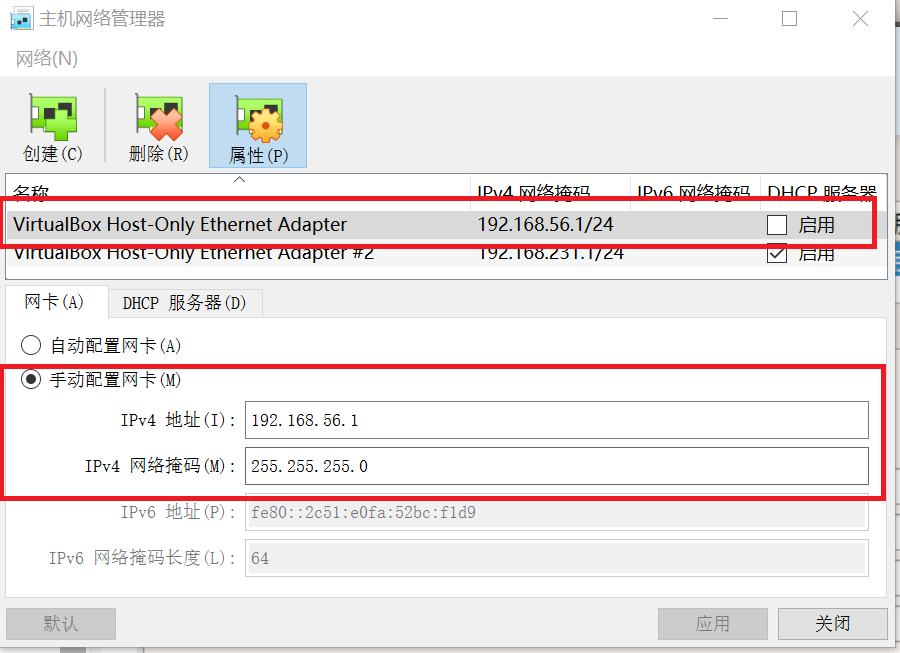 主机网络管理器
网络(N)
创建(C) 删除(R) 属性(P)
名称 IPv4 网络掩码 IPv6 网络掩码 DHCP 服务器
VirtualBox Host-Only Ethernet Adapter 192.168.56.1/24 启用
VirtualBox Host-Only Ethernet Adapter #2 192.168.231.1/24 启用
网卡(A) DHCP 服务器(D)
自动配置网卡(A)
手动配置网卡(M)
IPv4 地址(I): 192.168.56.1
IPv4 网络掩码(M): 255.255.255.0
IPv6 地址(P): fe80::2c51:e0fa:52bc:f1d9
IPv6 网络掩码长度(L): 64
默认 应用 关闭